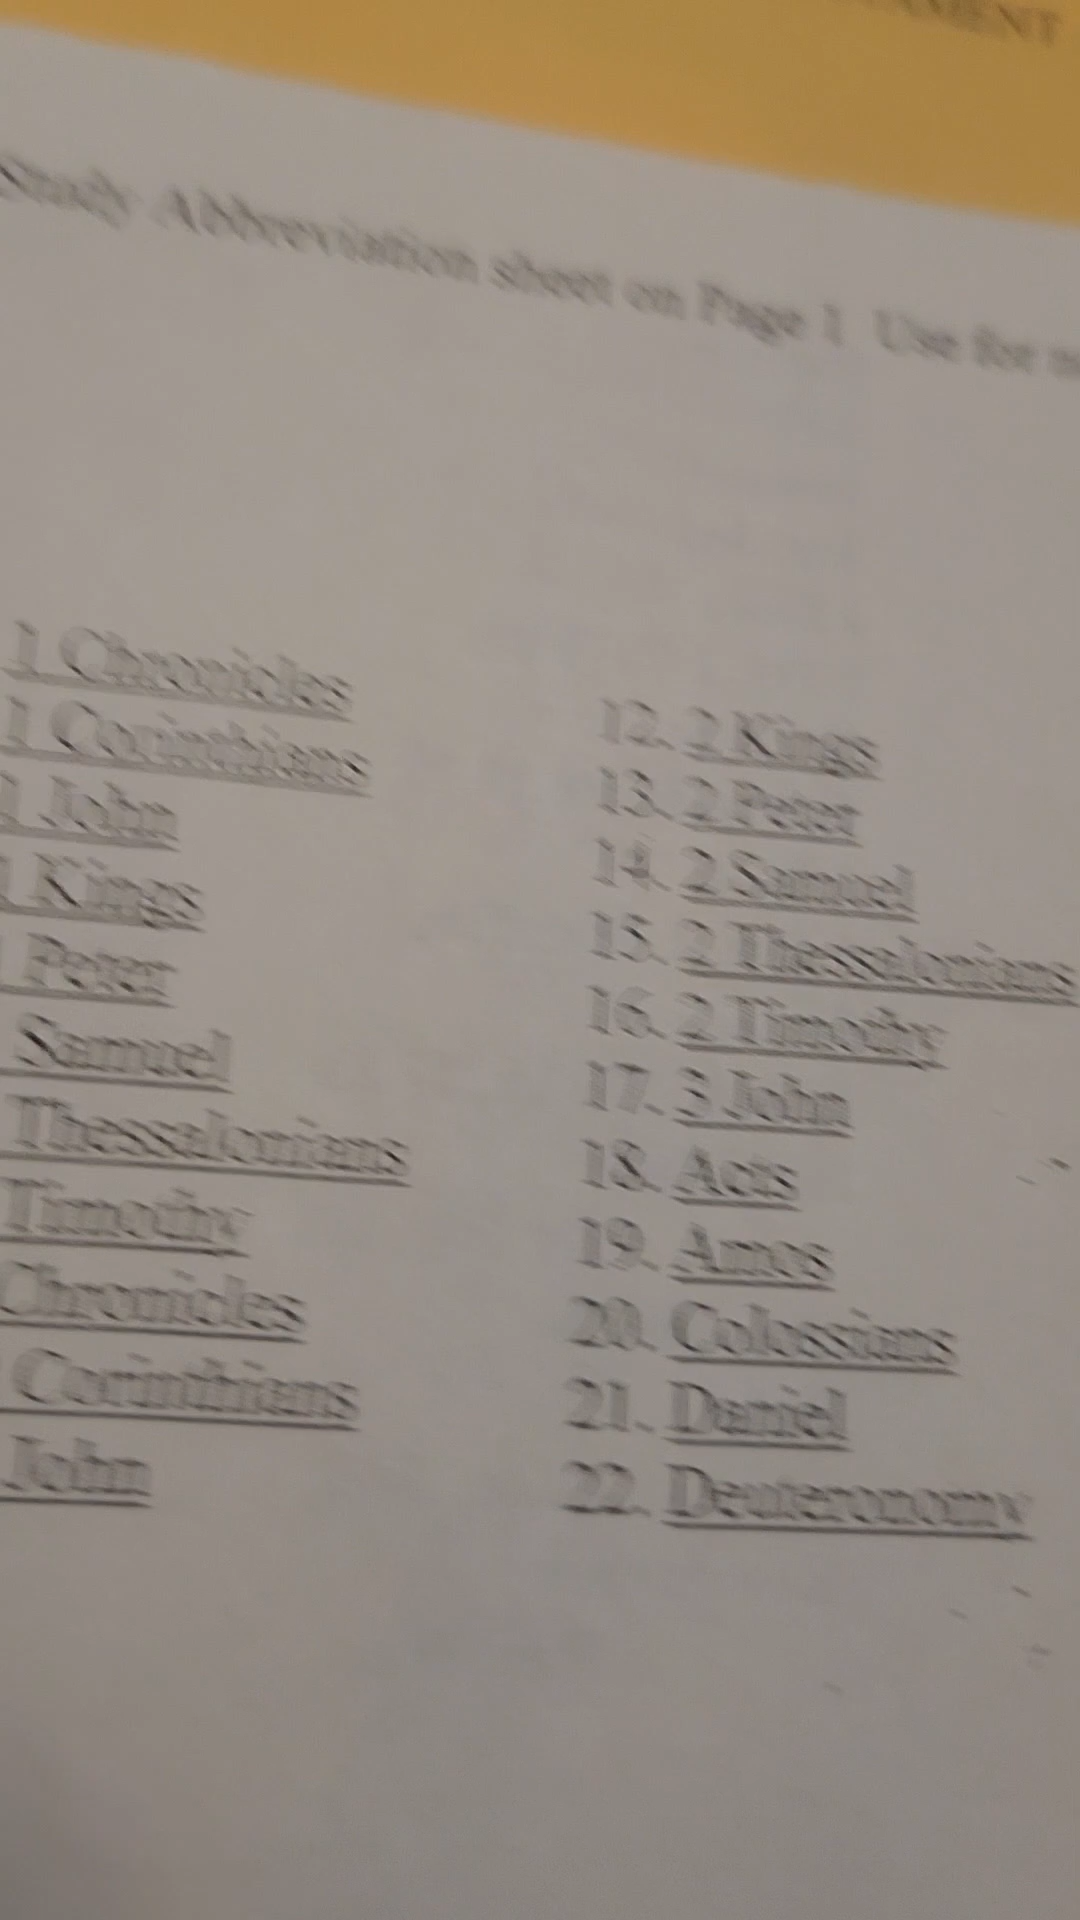 Study Abbreviation sheet on Page 1 Use for
1 Chronicles
1 Corinthians
1 John
1 Kings
Peter
Samuel
Thessalonians
Timothy
Chronicles
Corinthians
John
12. 2 Kings
13. 2 Peter
14. 2 Samuel
15. 2 Thessalonians
16. 2 Timothy
17. 3 John
18. Acts
19. Amos
20. Colossians
21. Daniel
22. Deuteronomy